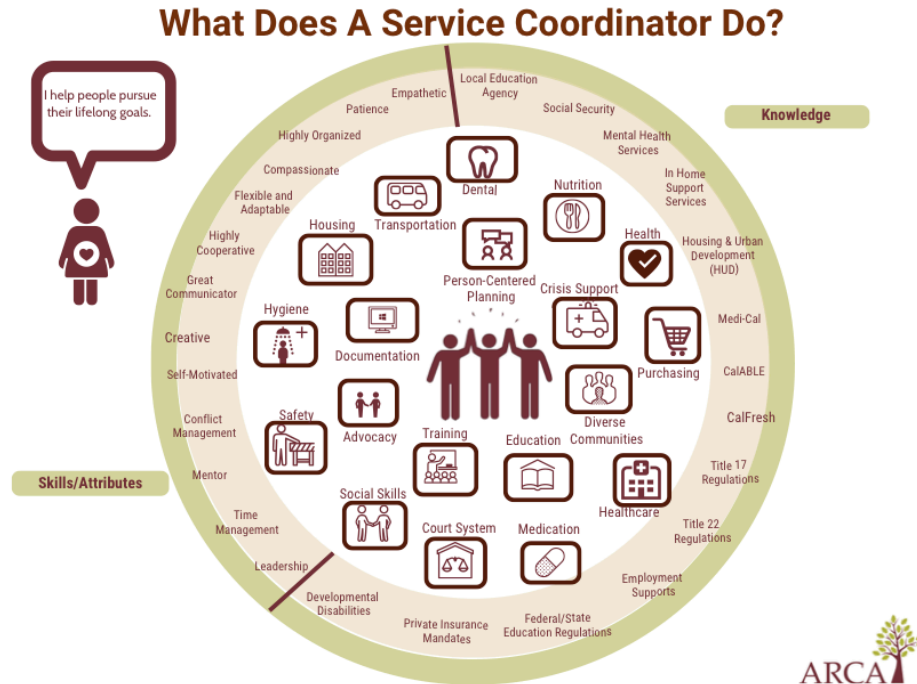 What Does A Service Coordinator Do?
I help people pursue
their lifelong goals.
Knowledge
Skills/Attributes
Empathetic
Patience
Highly Organized
Compassionate
Flexible and
Adaptable
Highly
Cooperative
Great
Communicator
Creative
Self-Motivated
Conflict
Management
Mentor
Time
Management
Leadership
Local Education
Agency
Social Security
Mental Health
Services
In Home
Support
Services
Housing & Urban
Development
(HUD)
Medi-Cal
CalABLE
CalFresh
Title 17
Regulations
Title 22
Regulations
Employment
Supports
Federal/State
Education Regulations
Private Insurance
Mandates
Developmental
Disabilities
Dental
Nutrition
Transportation
Housing
Health
Person-Centered
Planning
Crisis Support
Hygiene
Documentation
Purchasing
Advocacy
Diverse
Communities
Safety
Training
Education
Healthcare
Social Skills
Court System
Medication
ARCA